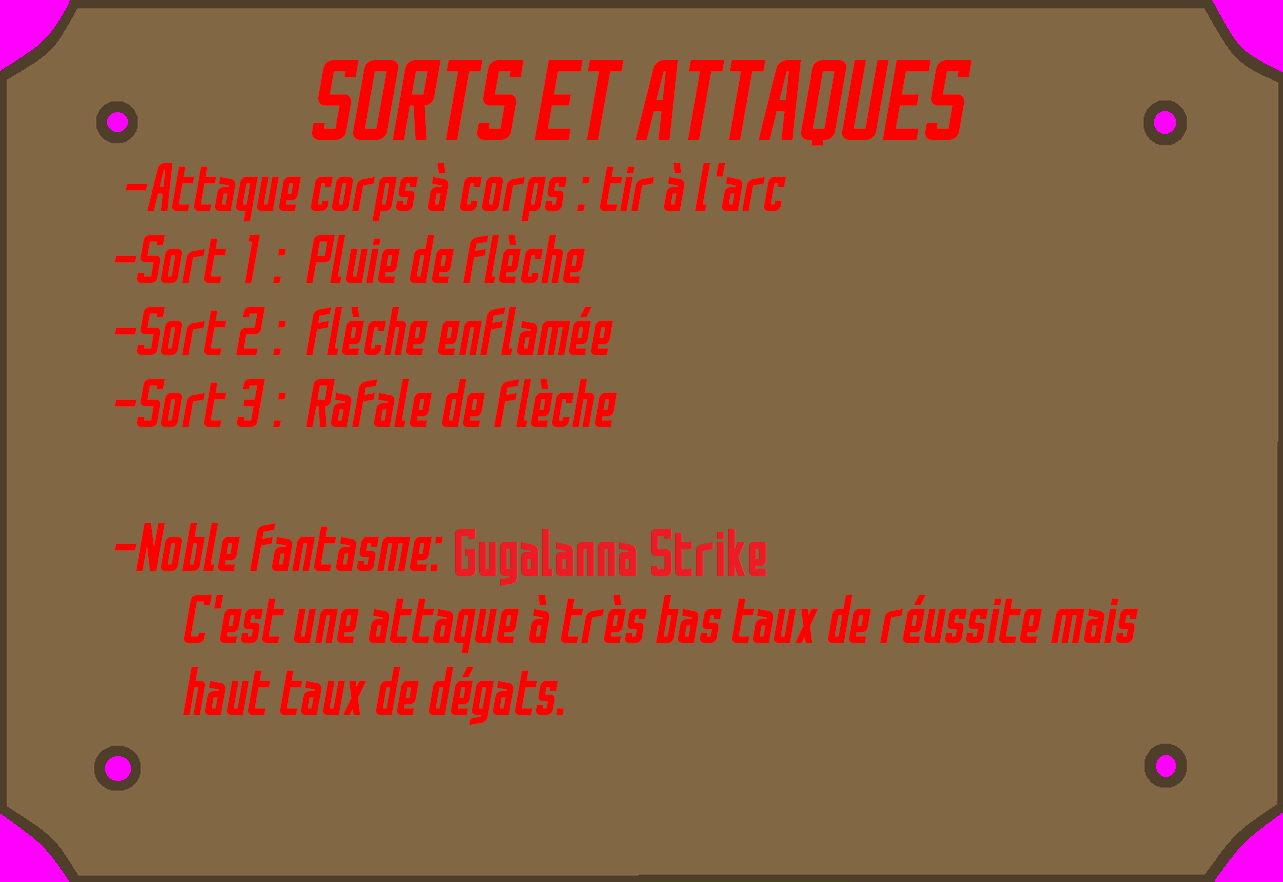 SORTS ET ATTAQUES
-Attaque corps à corps : tir à l'arc
-Sort 1 : Pluie de flèche
-Sort 2 : flèche enflamée
-Sort 3 : Rafale de flèche
-Noble fantasme: Gugalanna Strike
C'est une attaque à très bas taux de réussite mais
haut taux de dégats.